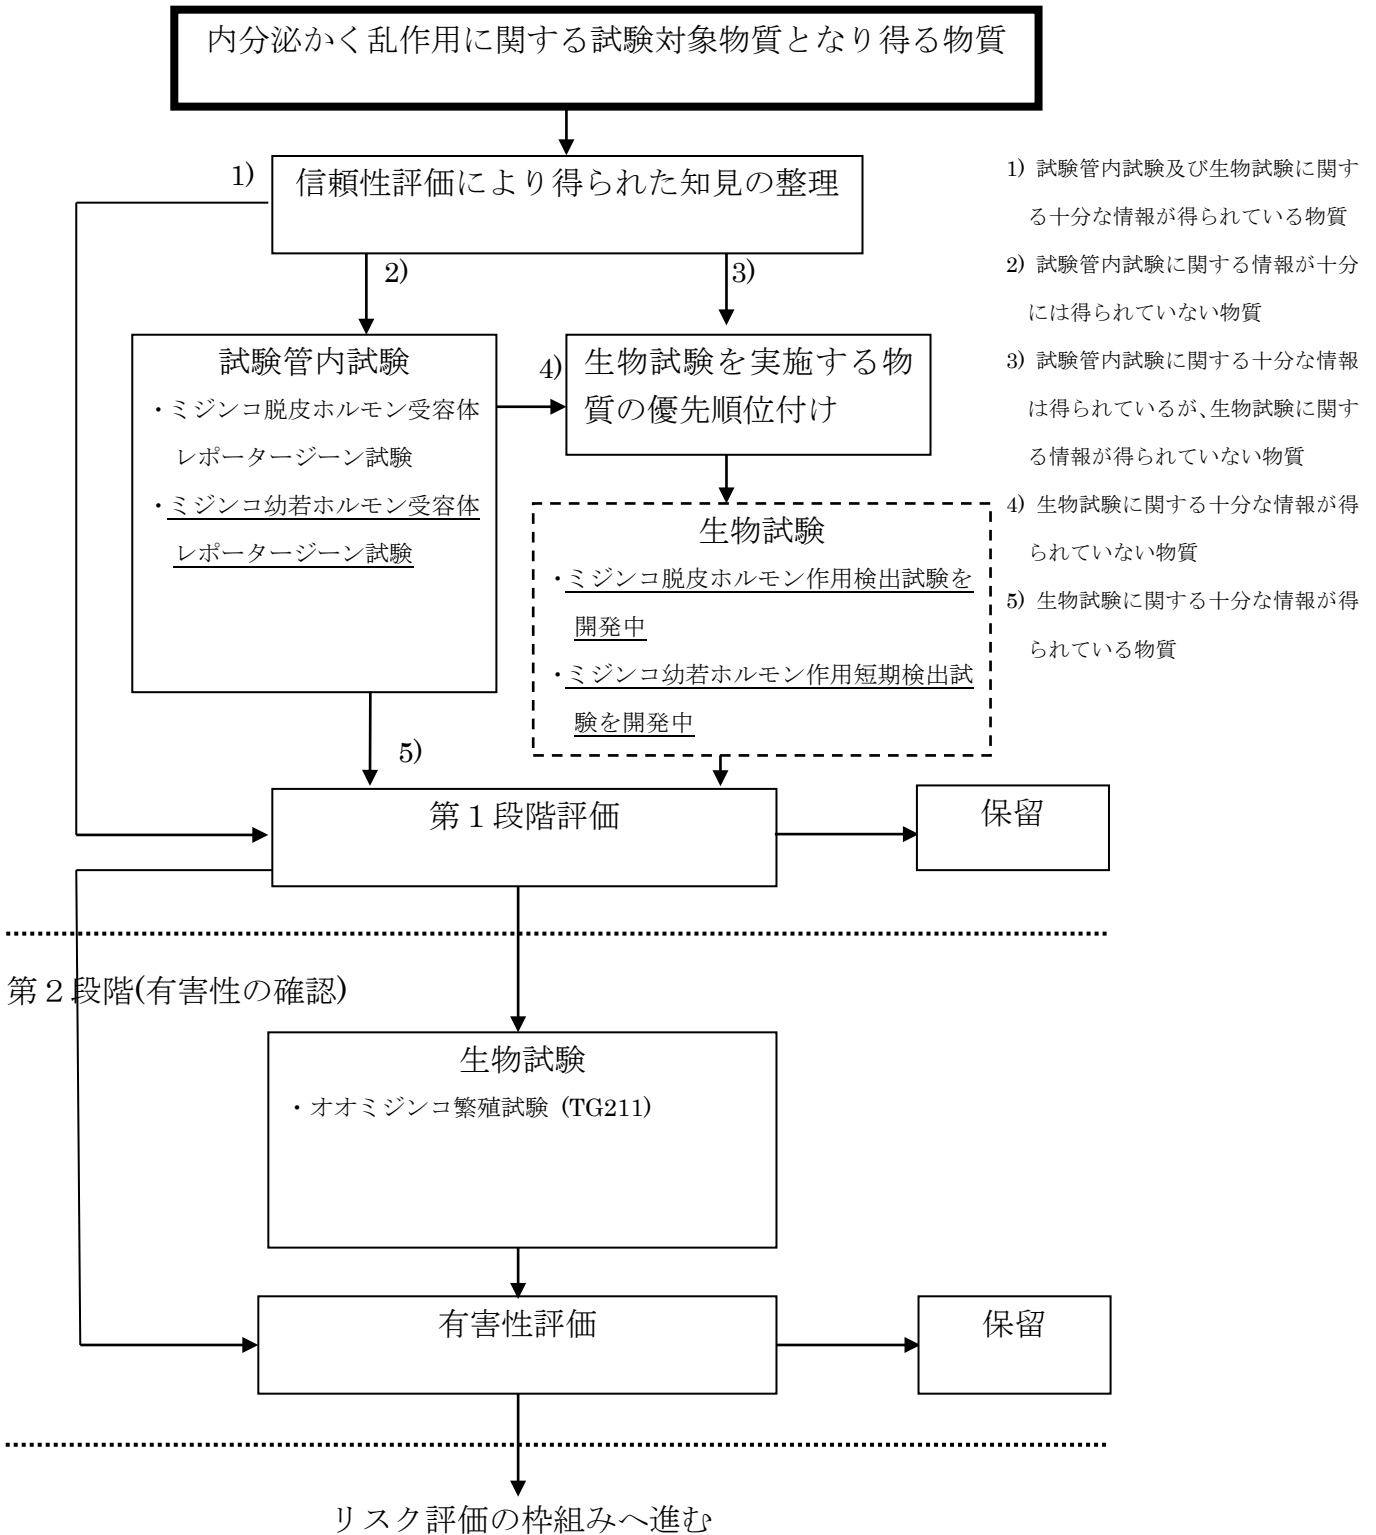 内分泌かく乱作用に関する試験対象物質となり得る物質
1)
信頼性評価により得られた知見の整理
2)
3)
試験管内試験
・ミジンコ脱皮ホルモン受容体
レポータージーン試験
・ミジンコ幼若ホルモン受容体
レポータージーン試験
4)
生物試験を実施する物
質の優先順位付け
生物試験
・ミジンコ脱皮ホルモン作用検出試験を
開発中
・ミジンコ幼若ホルモン作用短期検出試
験を開発中
5)
1) 試験管内試験及び生物試験に関す
る十分な情報が得られている物質
2) 試験管内試験に関する情報が十分
には得られていない物質
3) 試験管内試験に関する十分な情報
は得られているが、生物試験に関す
る情報が得られていない物質
4) 生物試験に関する十分な情報が得
られていない物質
5) 生物試験に関する十分な情報が得
られている物質
第１段階評価
保留
第２段階(有害性の確認)
生物試験
・オオミジンコ繁殖試験 (TG211)
有害性評価
保留
リスク評価の枠組みへ進む